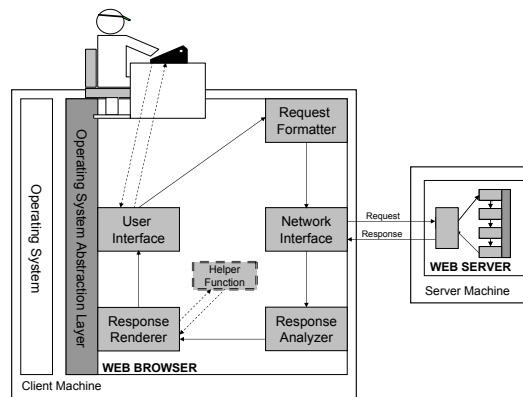 Request
Formatter
Operating System
Operating System Abstraction Layer
User
Interface
Network
Interface
Request
Response
Helper
Function
WEB SERVER
Server Machine
Response
Renderer
Response
Analyzer
WEB BROWSER
Client Machine